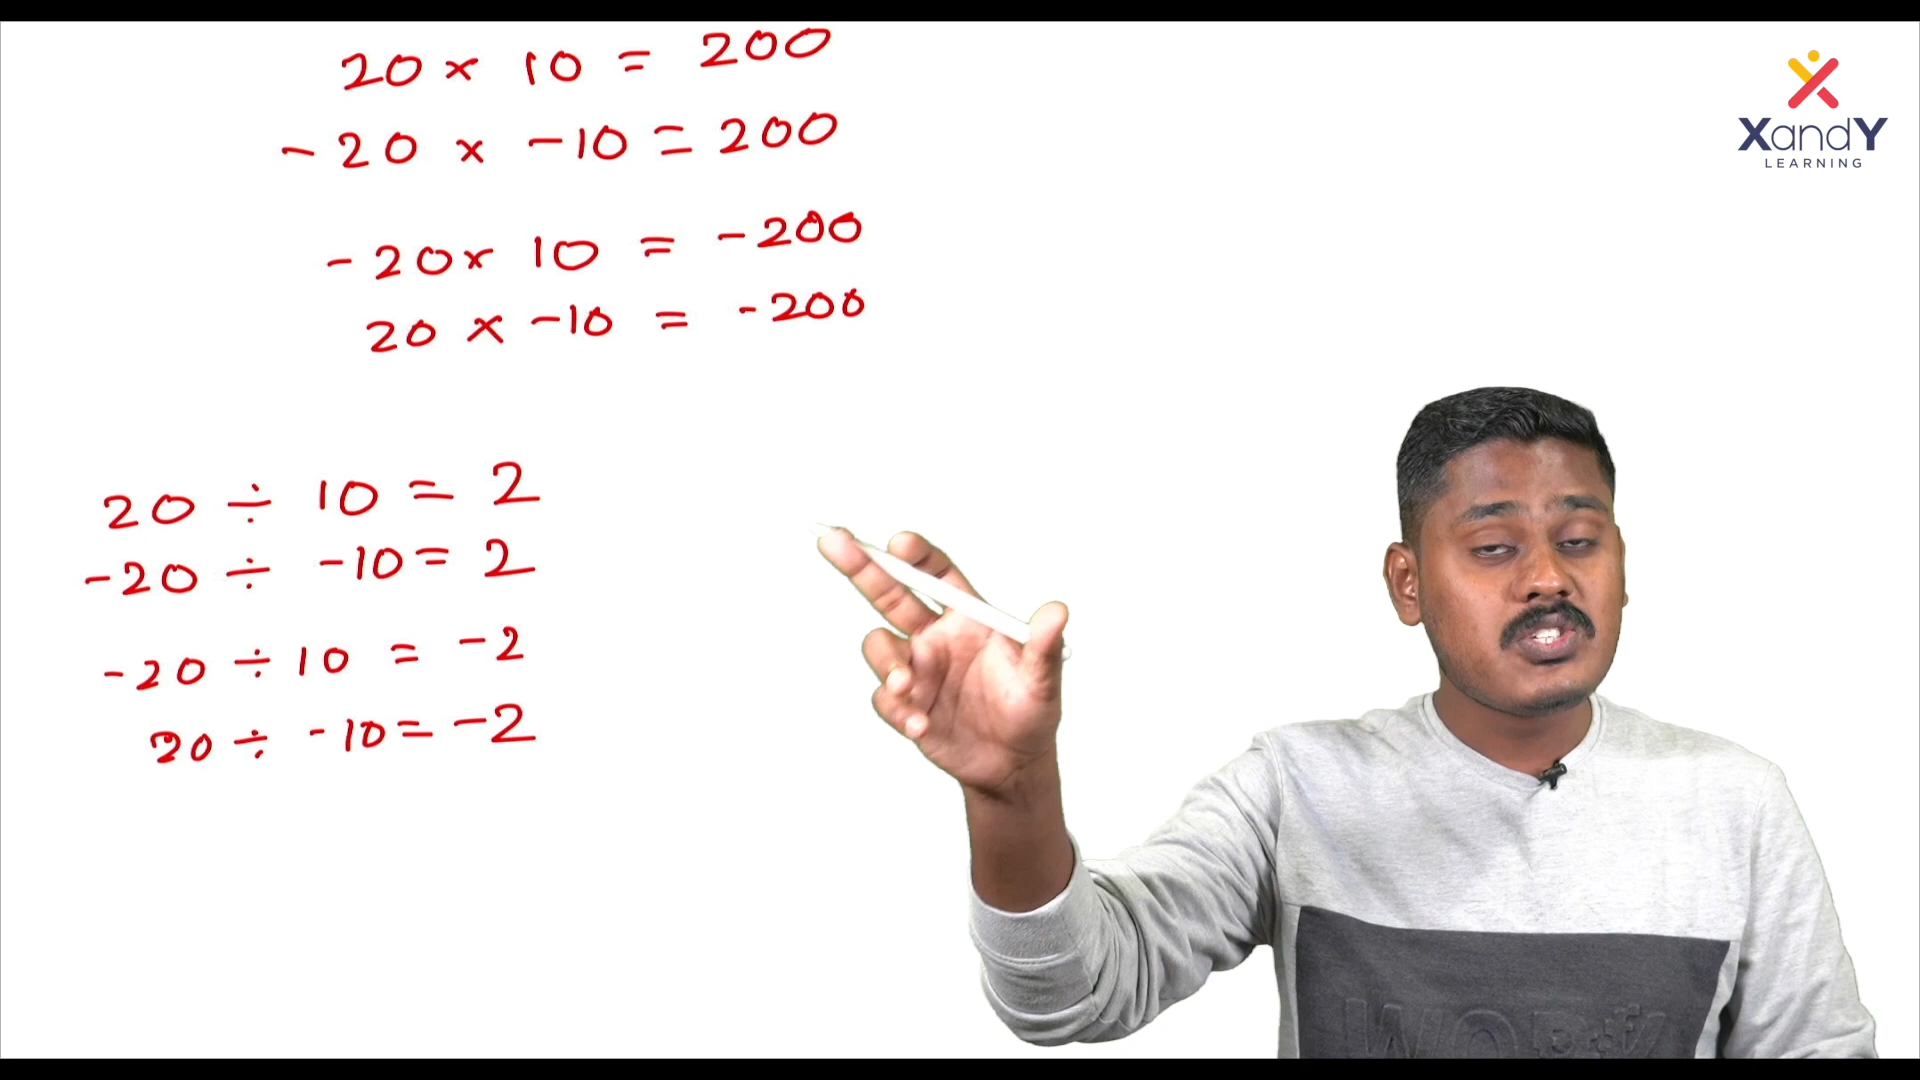 20 × 10 = 200
-20 × -10 = 200
-20 × 10 = -200
20 × -10 = -200
20 ÷ 10 = 2
-20 ÷ -10 = 2
-20 ÷ 10 = -2
20 ÷ -10 = -2
XandY
LEARNING